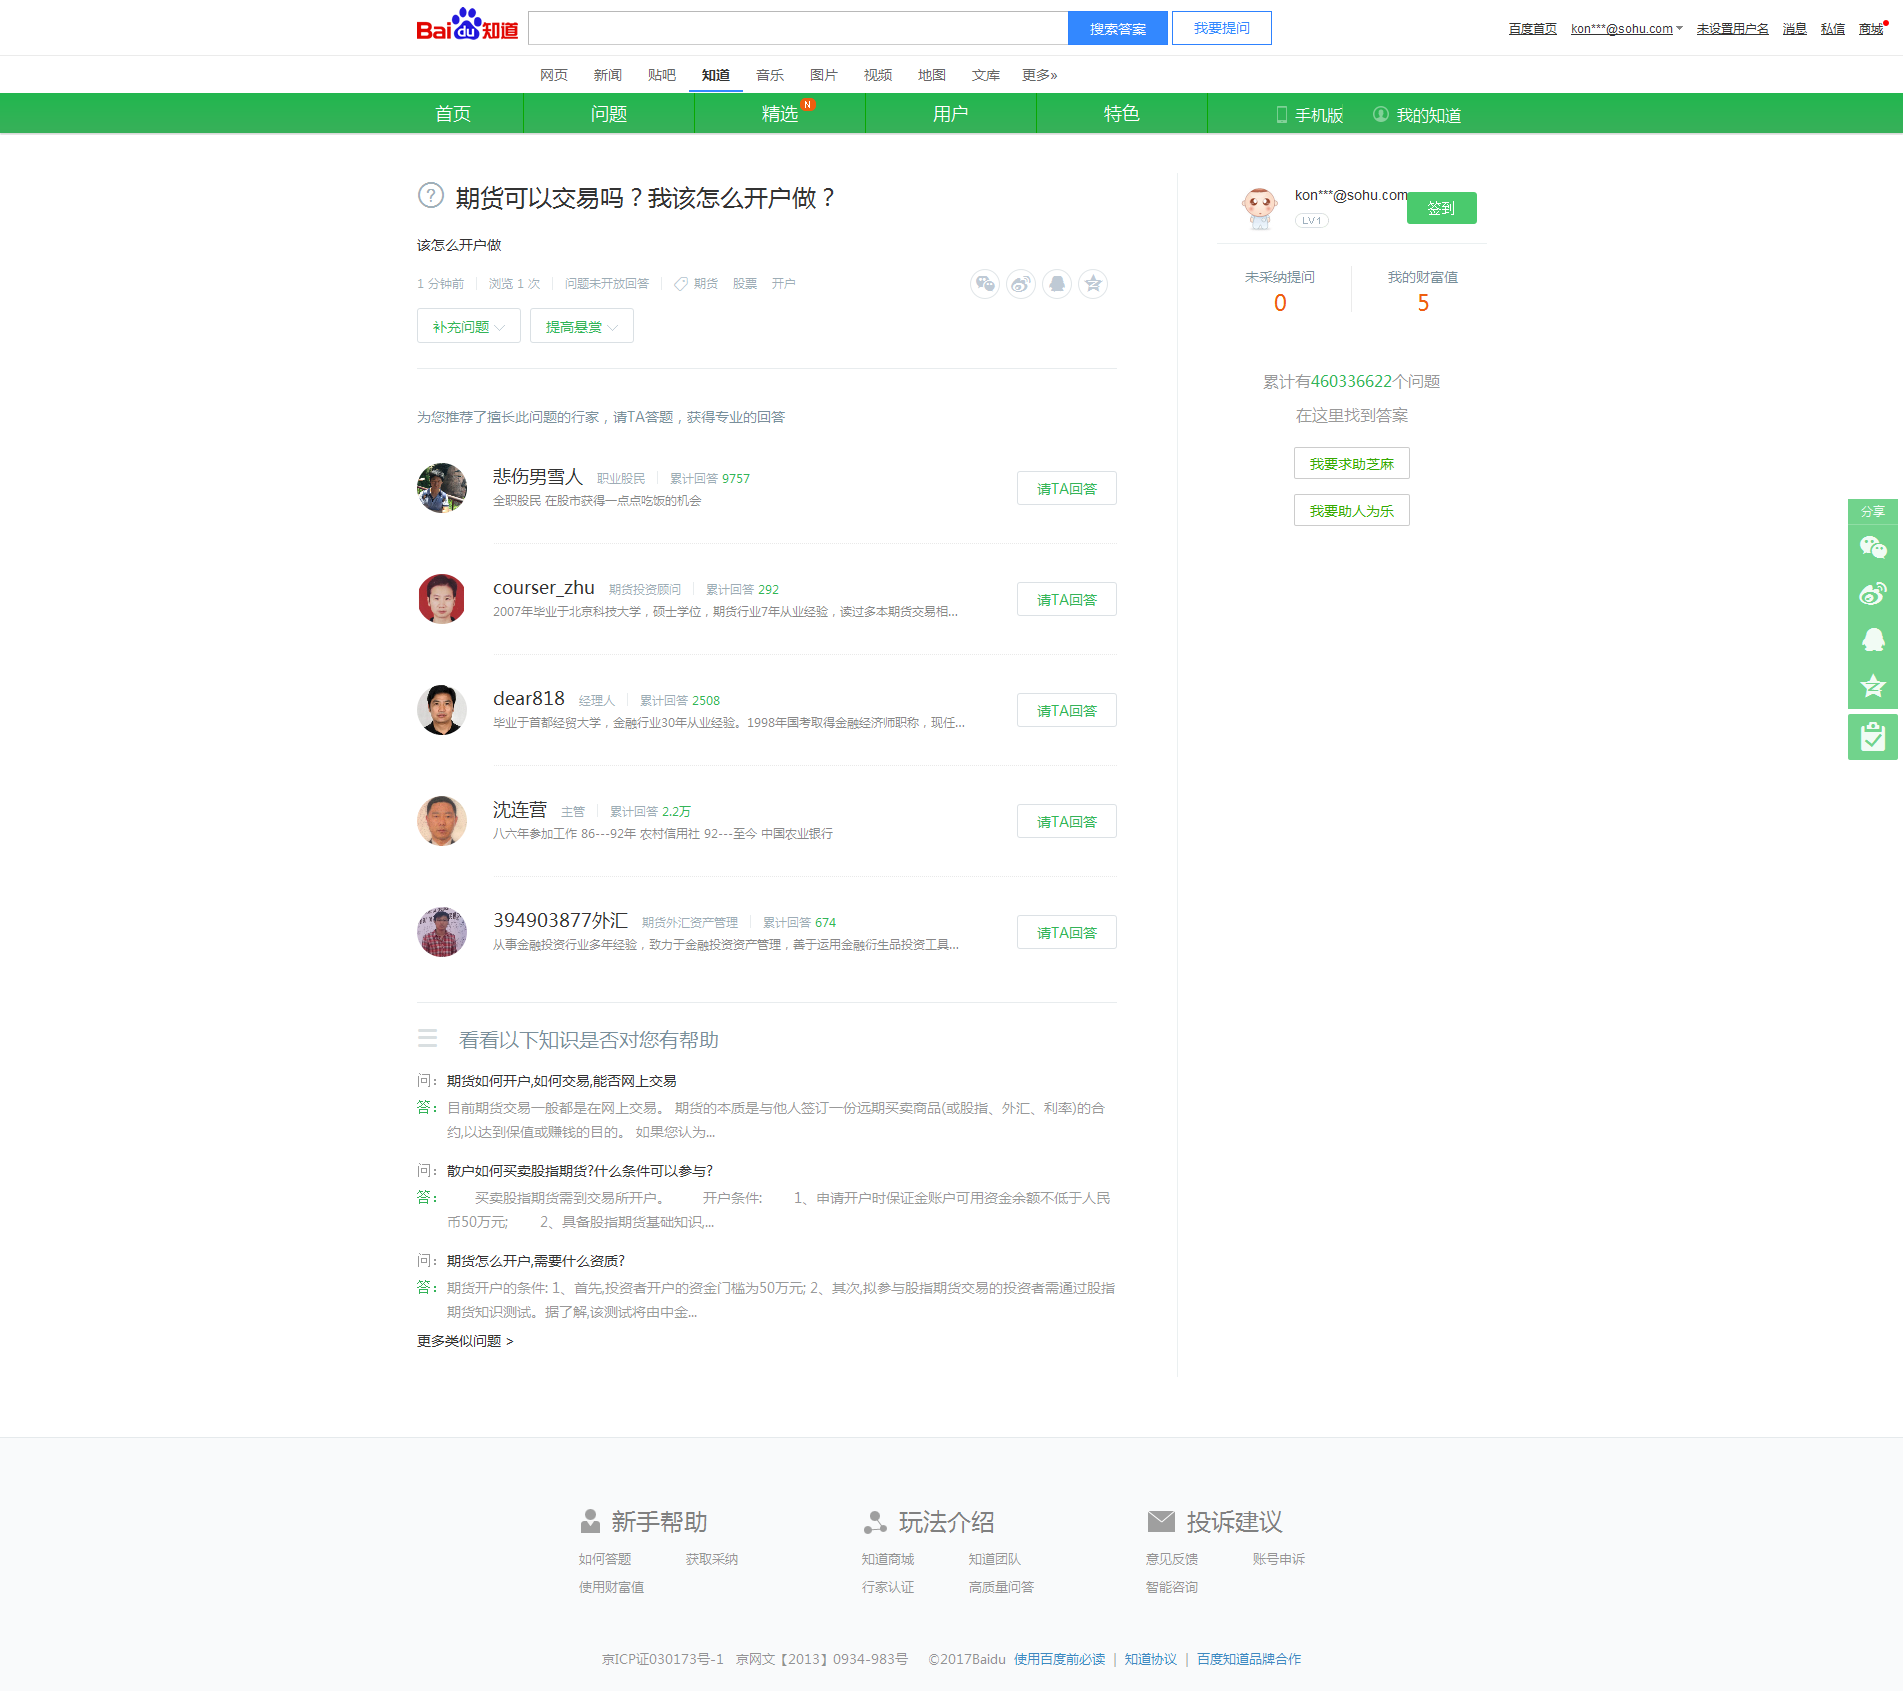 Bai du 知道
搜索答案
我要提问
百度首页 kon***@sohu.com 未设置用户名 消息 私信 商城
网页 新闻 贴吧 知道 音乐 图片 视频 地图 文库 更多»
首页 问题 精选 N 用户 特色 手机版 我的知道
期货可以交易吗？我该怎么开户做？
该怎么开户做
1 分钟前 浏览 1 次 问题未开放回答 期货 股票 开户
补充问题 提高悬赏
为您推荐了擅长此问题的行家，请TA答题，获得专业的回答
悲伤男雪人 职业股民 累计回答 9757
全职股民 在股市获得一点点吃饭的机会
请TA回答
courser_zhu 期货投资顾问 累计回答 292
2007年毕业于北京科技大学，硕士学位，期货行业7年从业经验，读过多本期货交易相...
请TA回答
dear818 经理人 累计回答 2508
毕业于首都经贸大学，金融行业30年从业经验。1998年国考取得金融经济师职称，现任...
请TA回答
沈连营 主管 累计回答 2.2万
八六年参加工作 86---92年 农村信用社 92---至今 中国农业银行
请TA回答
394903877外汇 期货外汇资产管理 累计回答 674
从事金融投资行业多年经验，致力于金融投资资产管理，善于运用金融衍生品投资工具...
请TA回答
看看以下知识是否对您有帮助
问： 期货如何开户,如何交易,能否网上交易
答： 目前期货交易一般都是在网上交易。 期货的本质是与他人签订一份远期买卖商品(或股指、外汇、利率)的合
约,以达到保值或赚钱的目的。 如果您认为...
问： 散户如何买卖股指期货?什么条件可以参与?
答： 买卖股指期货需到交易所开户。 开户条件: 1、申请开户时保证金账户可用资金余额不低于人民
币50万元; 2、具备股指期货基础知识,...
问： 期货怎么开户,需要什么资质?
答： 期货开户的条件: 1、首先,投资者开户的资金门槛为50万元; 2、其次,拟参与股指期货交易的投资者需通过股指
期货知识测试。据了解,该测试将由中金...
更多类似问题 >
kon***@sohu.com
LV1
签到
未采纳提问 我的财富值
0 5
累计有460336622个问题
在这里找到答案
我要求助芝麻
我要助人为乐
分享
新手帮助 玩法介绍 投诉建议
如何答题 获取采纳 知道商城 知道团队 意见反馈 账号申诉
使用财富值 行家认证 高质量问答 智能咨询
京ICP证030173号-1 京网文【2013】0934-983号 ©2017Baidu 使用百度前必读 | 知道协议 | 百度知道品牌合作